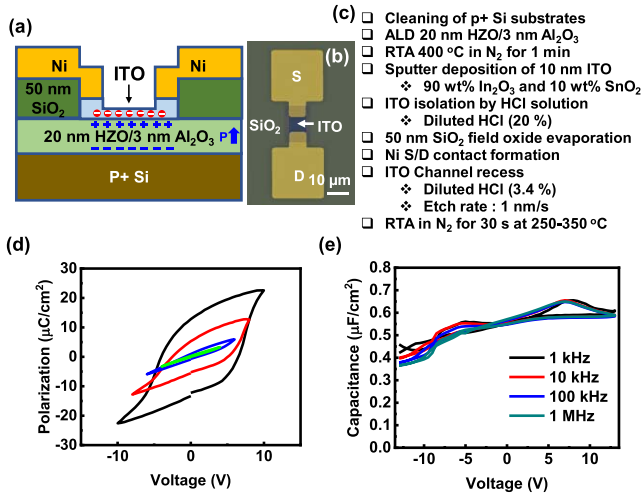 (a)
Ni
ITO
Ni
50 nm
SiO₂
20 nm HZO/3 nm Al₂O₃ P
P+ Si
(b)
S
SiO₂
ITO
D
10 μm
(c)
❑ Cleaning of p+ Si substrates
❑ ALD 20 nm HZO/3 nm Al₂O₃
❑ RTA 400 °C in N₂ for 1 min
❑ Sputter deposition of 10 nm ITO
❖ 90 wt% In₂O₃ and 10 wt% SnO₂
❑ ITO isolation by HCl solution
❖ Diluted HCl (20 %)
❑ 50 nm SiO₂ field oxide evaporation
❑ Ni S/D contact formation
❑ ITO Channel recess
❖ Diluted HCl (3.4 %)
❖ Etch rate : 1 nm/s
❑ RTA in N₂ for 30 s at 250-350 °C
(d)
Polarization (μC/cm²)
30
20
10
0
-10
-20
-30
-10
0
10
Voltage (V)
(e)
Capacitance (μF/cm²)
0.8
0.7
0.6
0.5
0.4
0.3
0.2
0.1
0.0
1 kHz
10 kHz
100 kHz
1 MHz
-10
-5
0
5
10
Voltage (V)